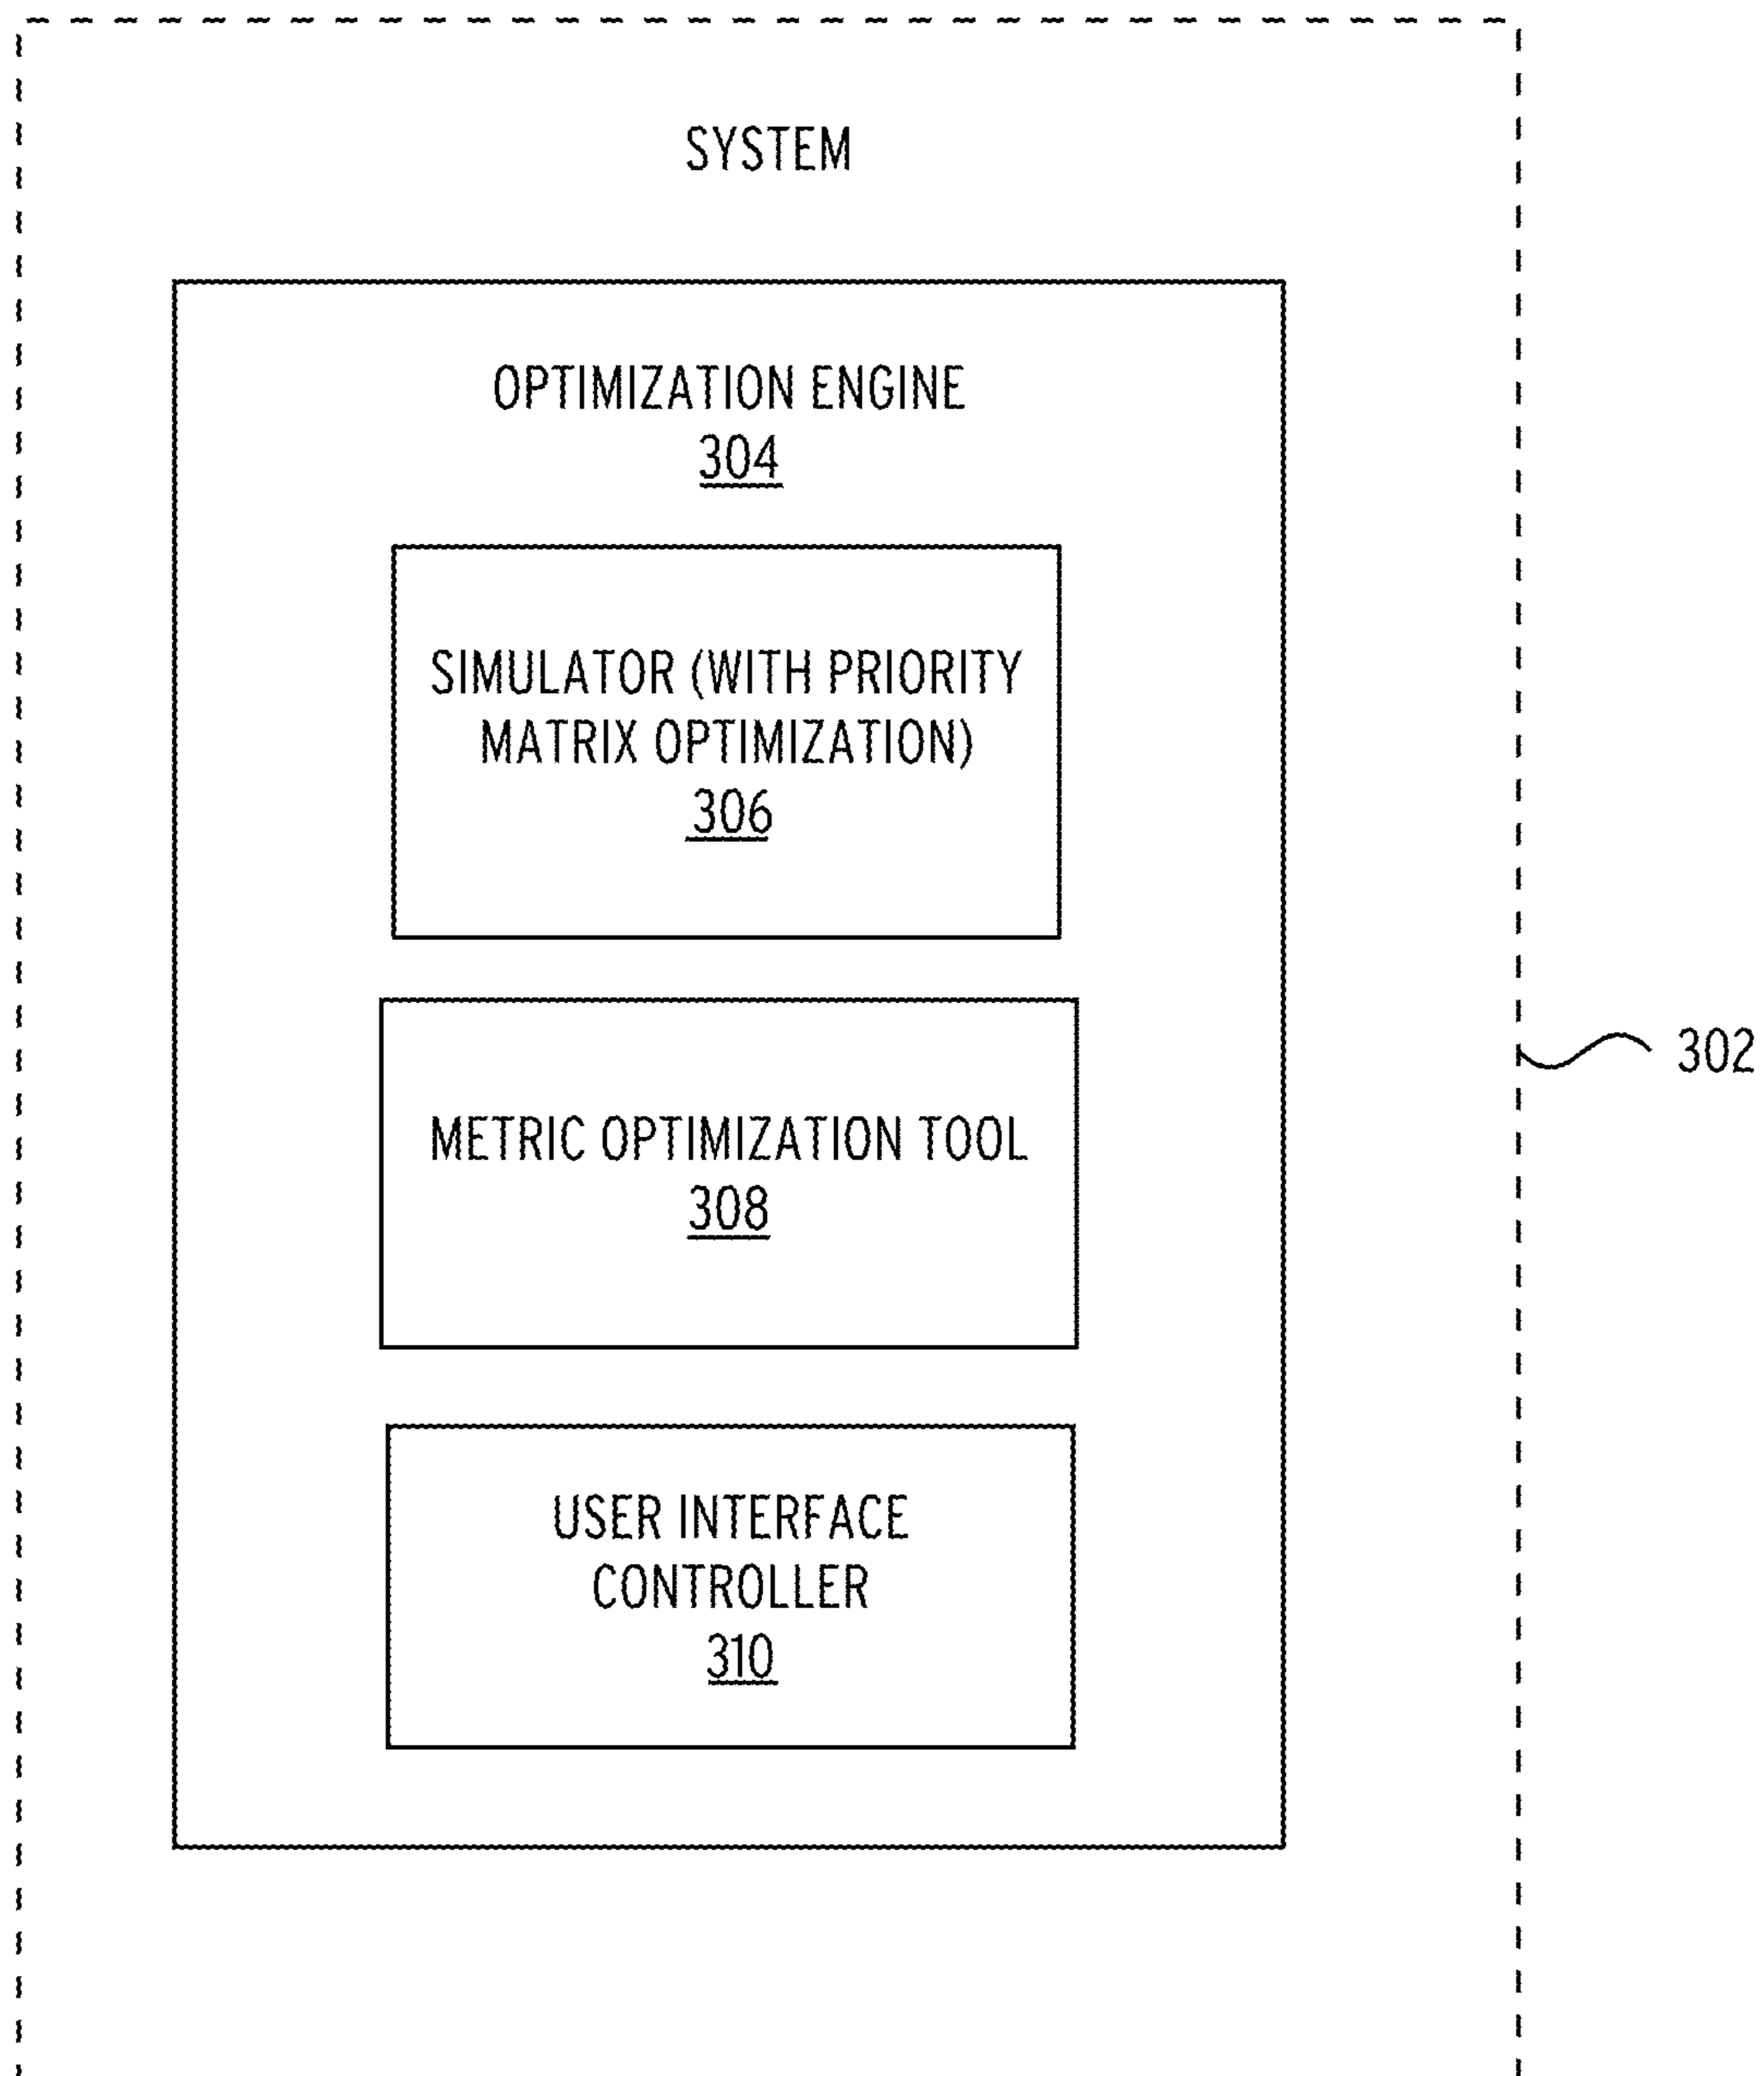 SYSTEM
OPTIMIZATION ENGINE
304
SIMULATOR (WITH PRIORITY
MATRIX OPTIMIZATION)
306
302
METRIC OPTIMIZATION TOOL
308
USER INTERFACE
CONTROLLER
310